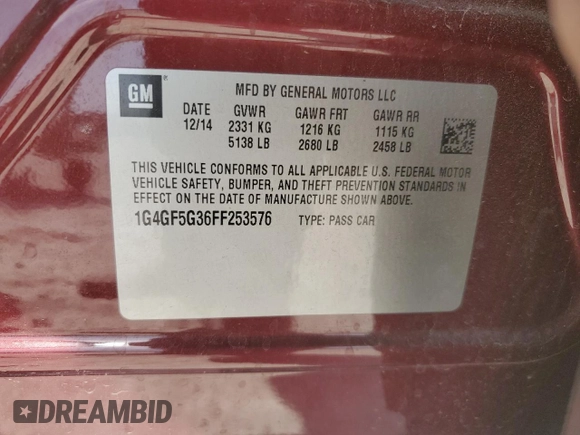 GM
MFD BY GENERAL MOTORS LLC
DATE GVWR GAWR FRT GAWR RR
12/14 2331 KG 1216 KG 1115 KG
5138 LB 2680 LB 2458 LB
THIS VEHICLE CONFORMS TO ALL APPLICABLE U.S. FEDERAL MOTOR
VEHICLE SAFETY, BUMPER, AND THEFT PREVENTION STANDARDS IN
EFFECT ON THE DATE OF MANUFACTURE SHOWN ABOVE.
1G4GF5G36FF253576 TYPE: PASS CAR
DREAMBID